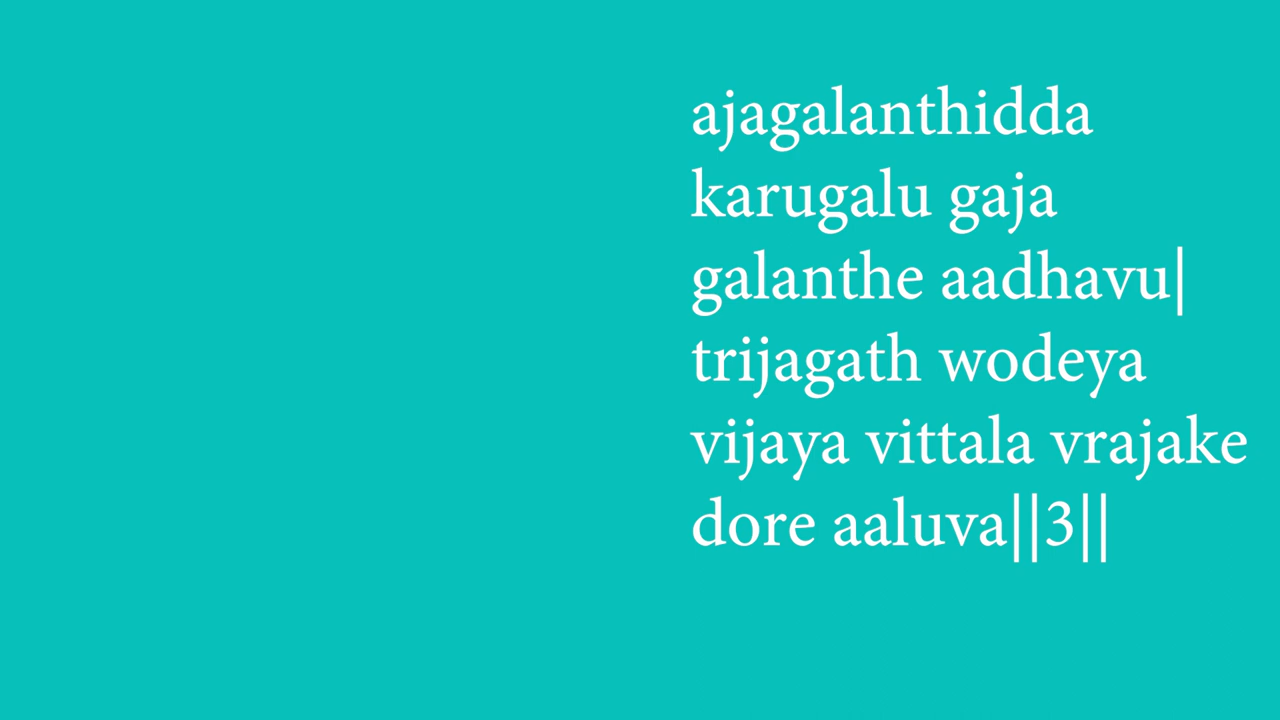 ajagalanthidda
karugalu gaja
galanthe aadhavu|
trijagath wodeya
vijaya vittala vrajake
dore aaluva||3||